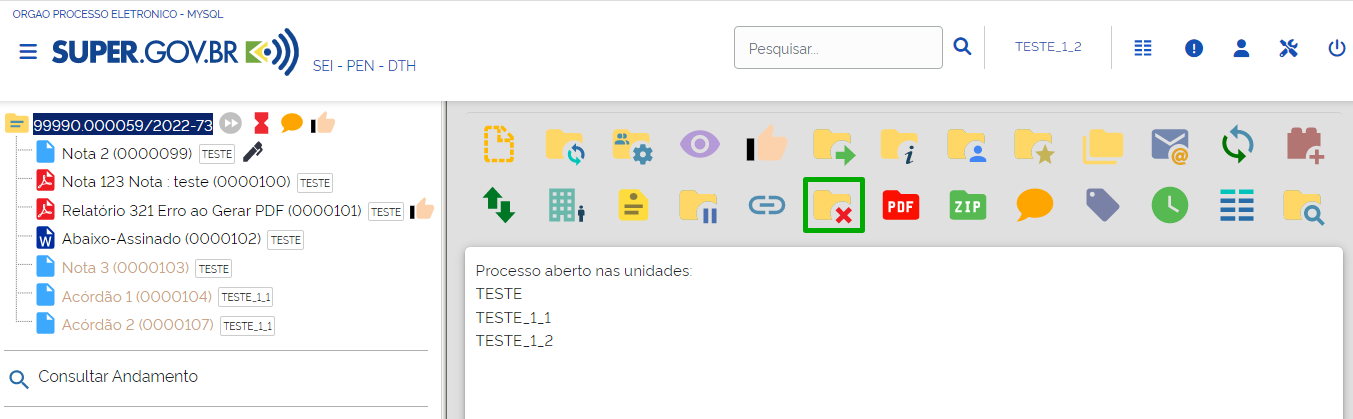 ORGAO PROCESSO ELETRONICO - MYSQL
SUPER.GOV.BR
SEI - PEN - DTH
Pesquisar...
TESTE_1_2
99990.000059/2022-73
Nota 2 (0000099) TESTE
Nota 123 Nota : teste (0000100) TESTE
Relatório 321 Erro ao Gerar PDF (0000101) TESTE
W Abaixo-Assinado (0000102) TESTE
Nota 3 (0000103) TESTE
Acórdão 1 (0000104) TESTE_1_1
Acórdão 2 (0000107) TESTE_1_1
Consultar Andamento
i
@
PDF
ZIP
Processo aberto nas unidades:
TESTE
TESTE_1_1
TESTE_1_2